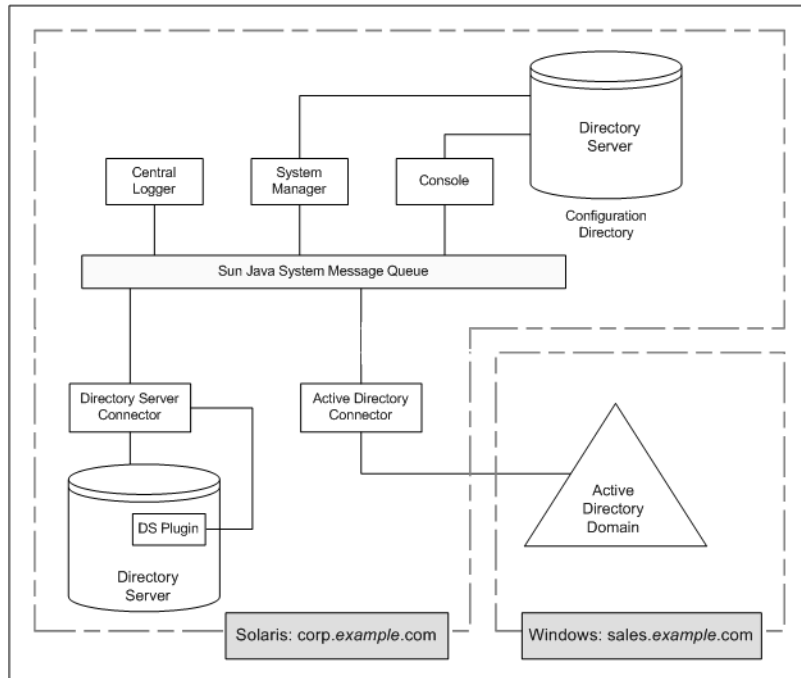 Directory
Server
Central
Logger
System
Manager
Console
Configuration
Directory
Sun Java System Message Queue
Directory Server
Connector
Active Directory
Connector
DS Plugin
Directory
Server
Active
Directory
Domain
Solaris: corp.example.com
Windows: sales.example.com